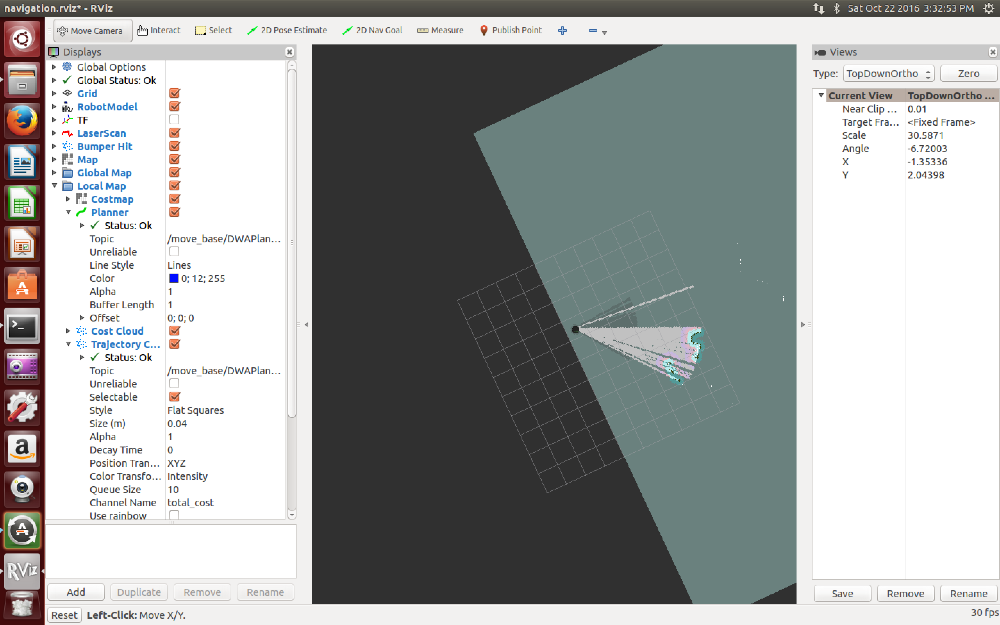 navigation.rviz* - RViz
Sat Oct 22 2016 3:32:53 PM
Move Camera Interact Select 2D Pose Estimate 2D Nav Goal Measure Publish Point
Displays
Global Options
Global Status: Ok
Grid
RobotModel
TF
LaserScan
Bumper Hit
Map
Global Map
Local Map
Costmap
Planner
Status: Ok
Topic /move_base/DWAPlan...
Unreliable
Line Style Lines
Color 0; 12; 255
Alpha 1
Buffer Length 1
Offset 0; 0; 0
Cost Cloud
Trajectory C...
Status: Ok
Topic /move_base/DWAPlan...
Unreliable
Selectable
Style Flat Squares
Size (m) 0.04
Alpha 1
Decay Time 0
Position Tran... XYZ
Color Transfo... Intensity
Queue Size 10
Channel Name total_cost
Use rainbow
Add Duplicate Remove Rename
Reset Left-Click: Move X/Y.
Views
Type: TopDownOrtho Zero
Current View TopDownOrtho ...
Near Clip ... 0.01
Target Fra... <Fixed Frame>
Scale 30.5871
Angle -6.72003
X -1.35336
Y 2.04398
Save Remove Rename
30 fps
RViz